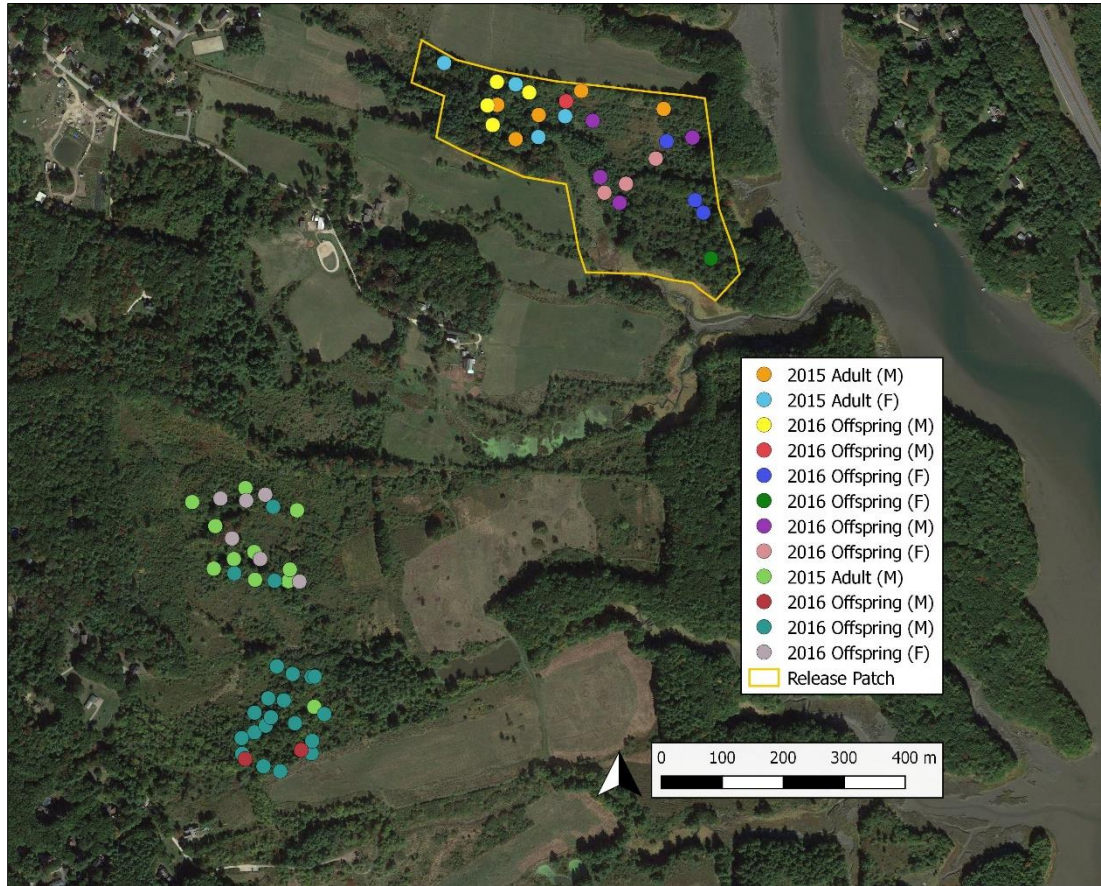 2015 Adult (M)
2015 Adult (F)
2016 Offspring (M)
2016 Offspring (M)
2016 Offspring (F)
2016 Offspring (F)
2016 Offspring (M)
2016 Offspring (F)
2015 Adult (M)
2016 Offspring (M)
2016 Offspring (M)
2016 Offspring (F)
Release Patch
0 100 200 300 400 m